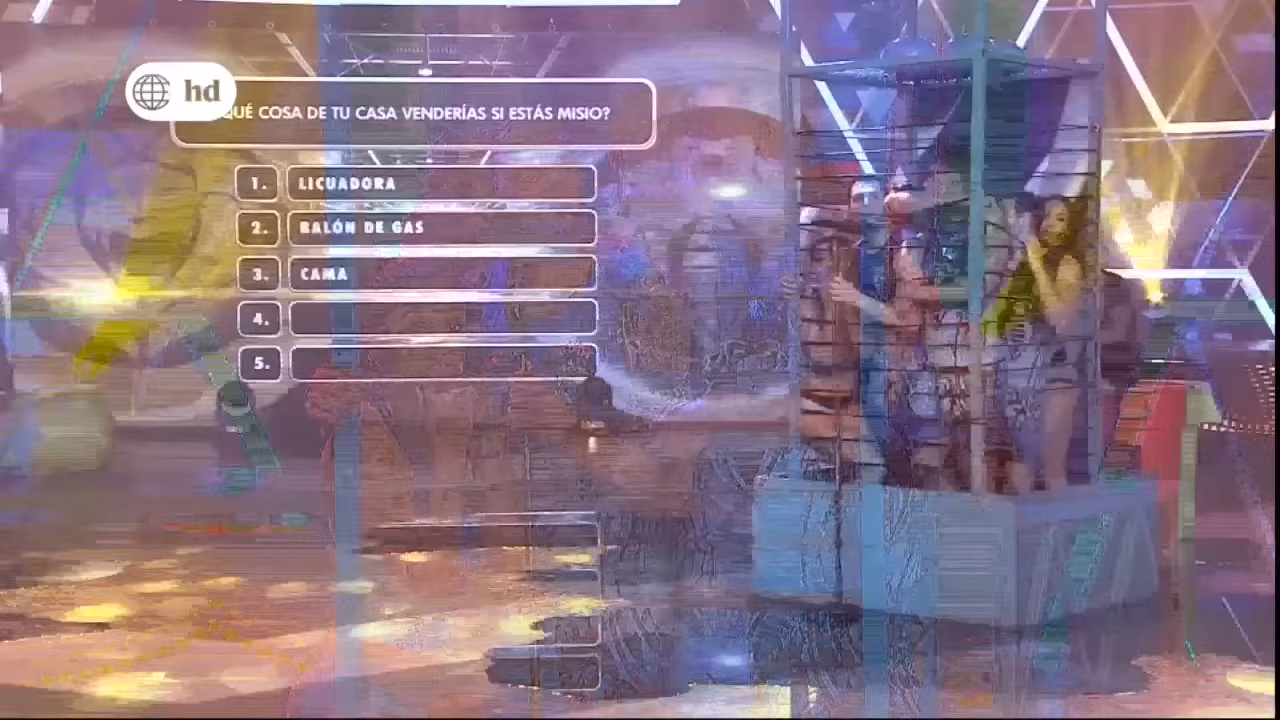 hd
QUÉ COSA DE TU CASA VENDERÍAS SI ESTÁS MISIO?
1. LICUADORA
2. BALÓN DE GAS
3. CAMA
4.
5.